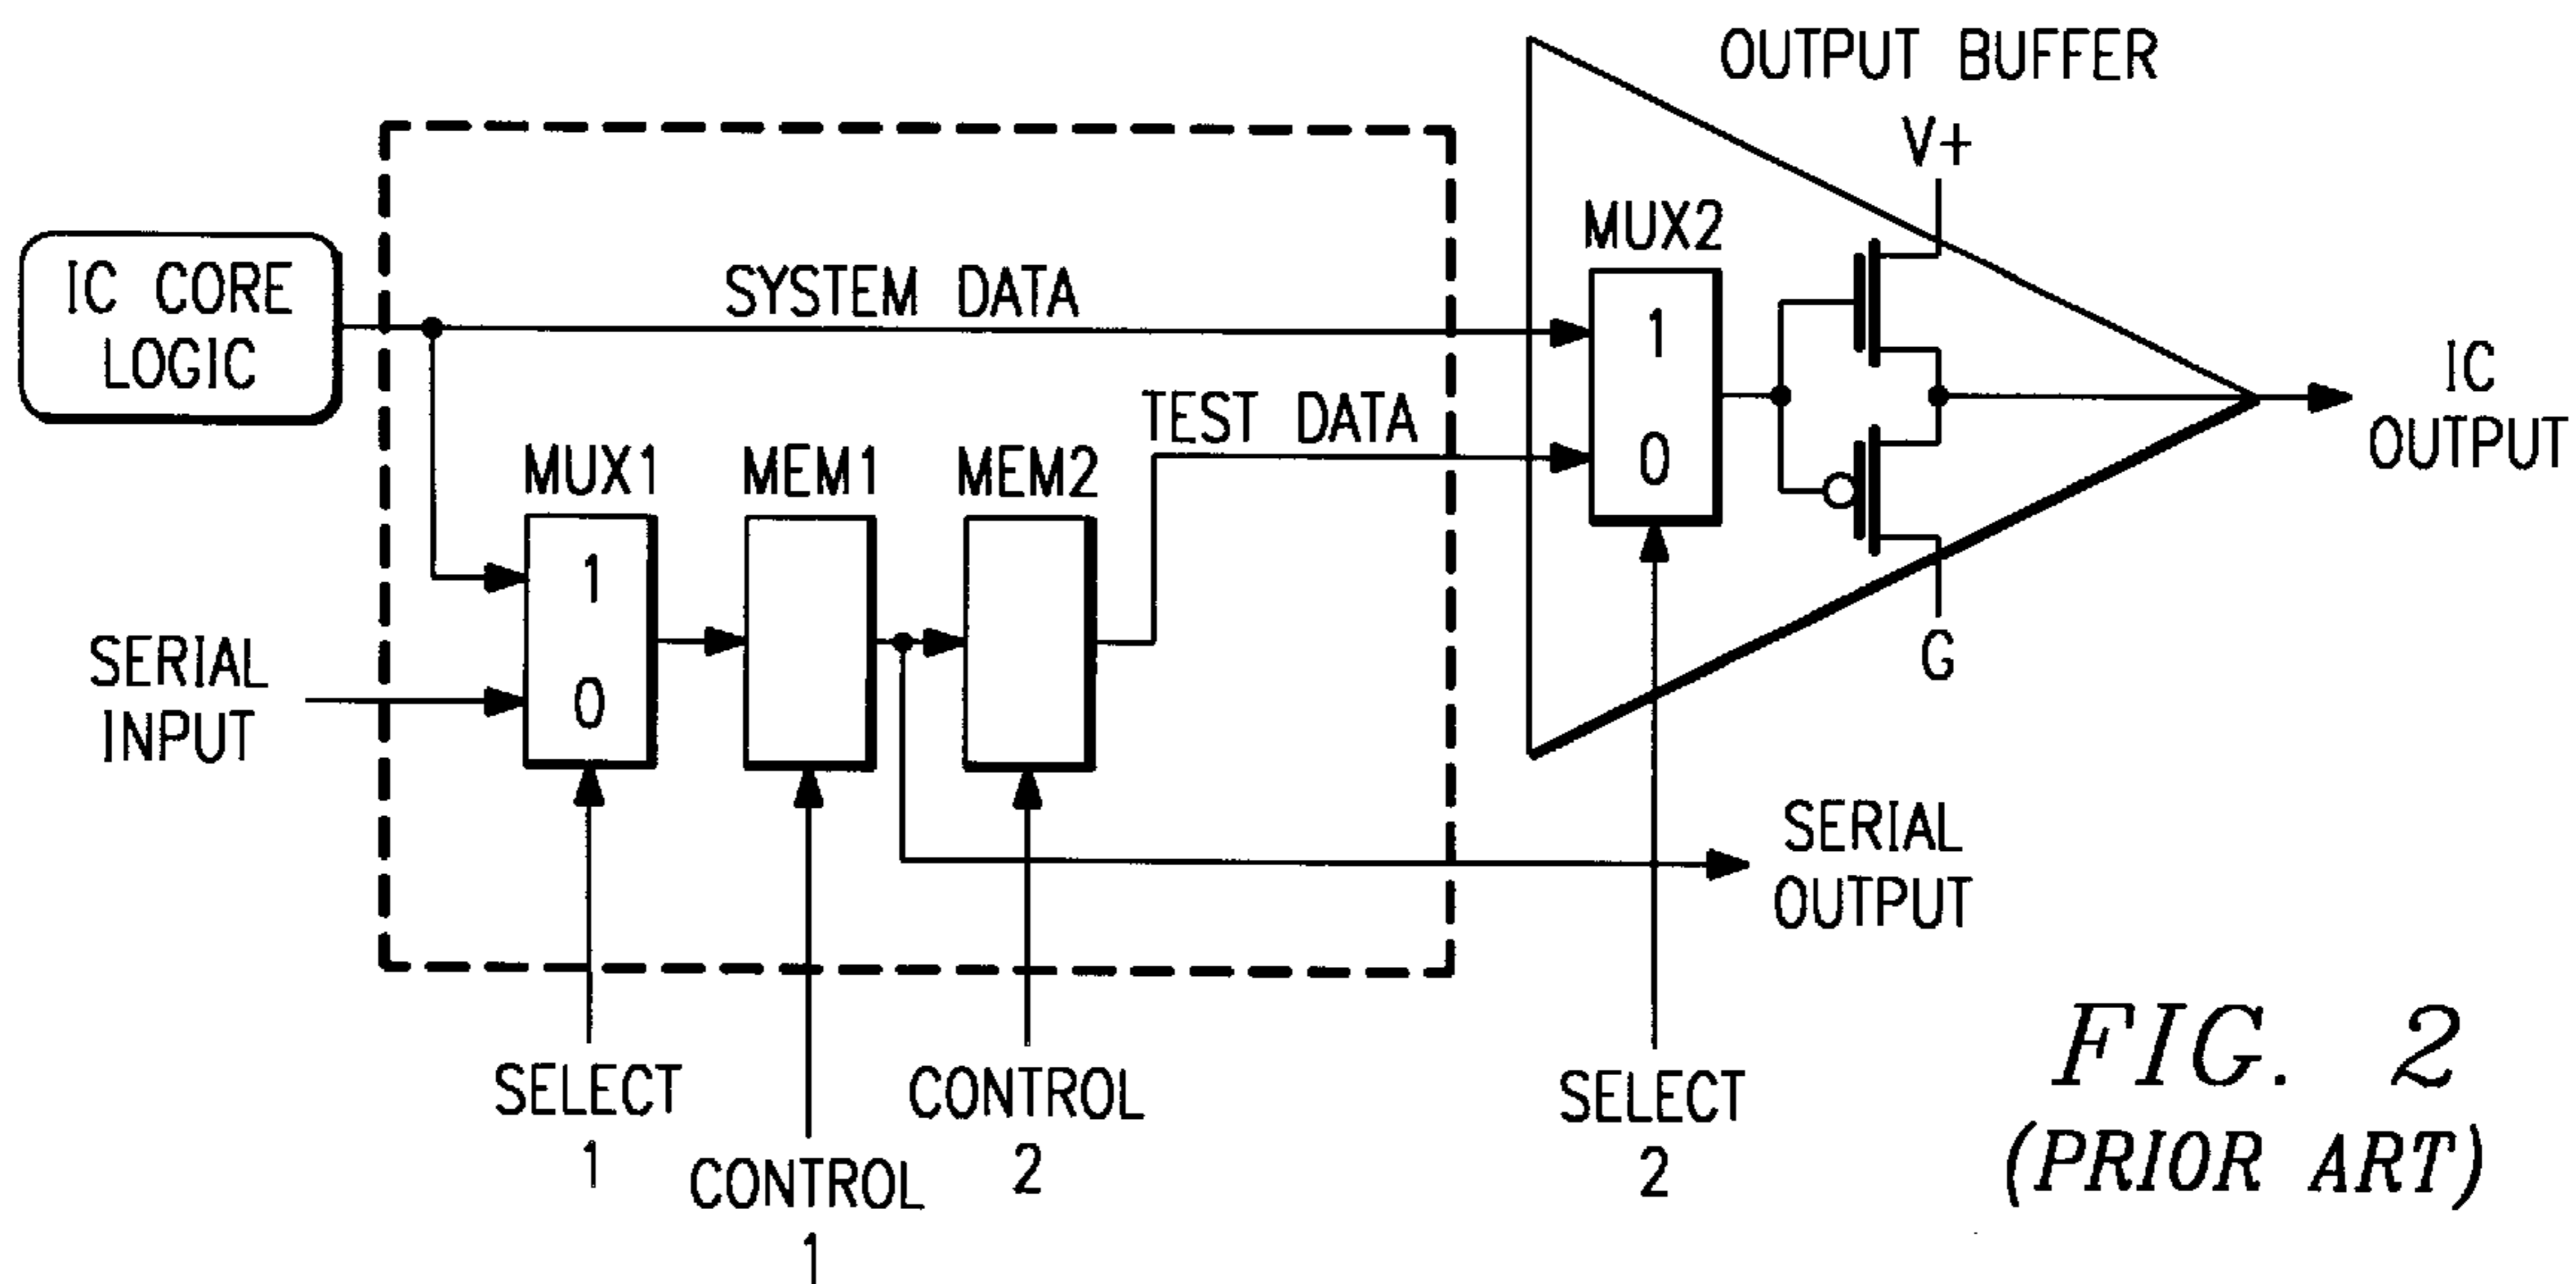 OUTPUT BUFFER
V+
MUX2
IC CORE
LOGIC
SYSTEM DATA
1
0
IC
OUTPUT
TEST DATA
MUX1
MEM1
MEM2
1
0
SERIAL
INPUT
G
SERIAL
OUTPUT
SELECT
1
CONTROL
1
CONTROL
2
SELECT
2
FIG. 2
(PRIOR ART)